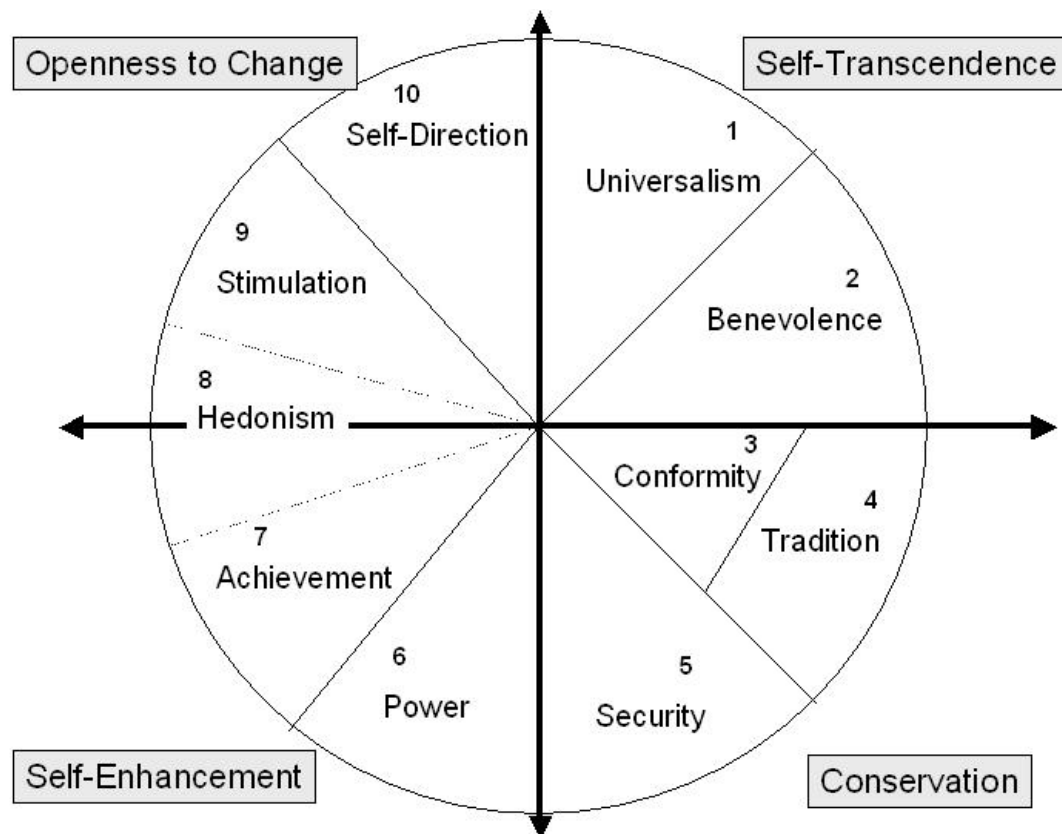 Openness to Change
Self-Transcendence
10
Self-Direction
1
Universalism
9
Stimulation
2
Benevolence
8
Hedonism
3
Conformity
4
Tradition
7
Achievement
6
Power
5
Security
Self-Enhancement
Conservation